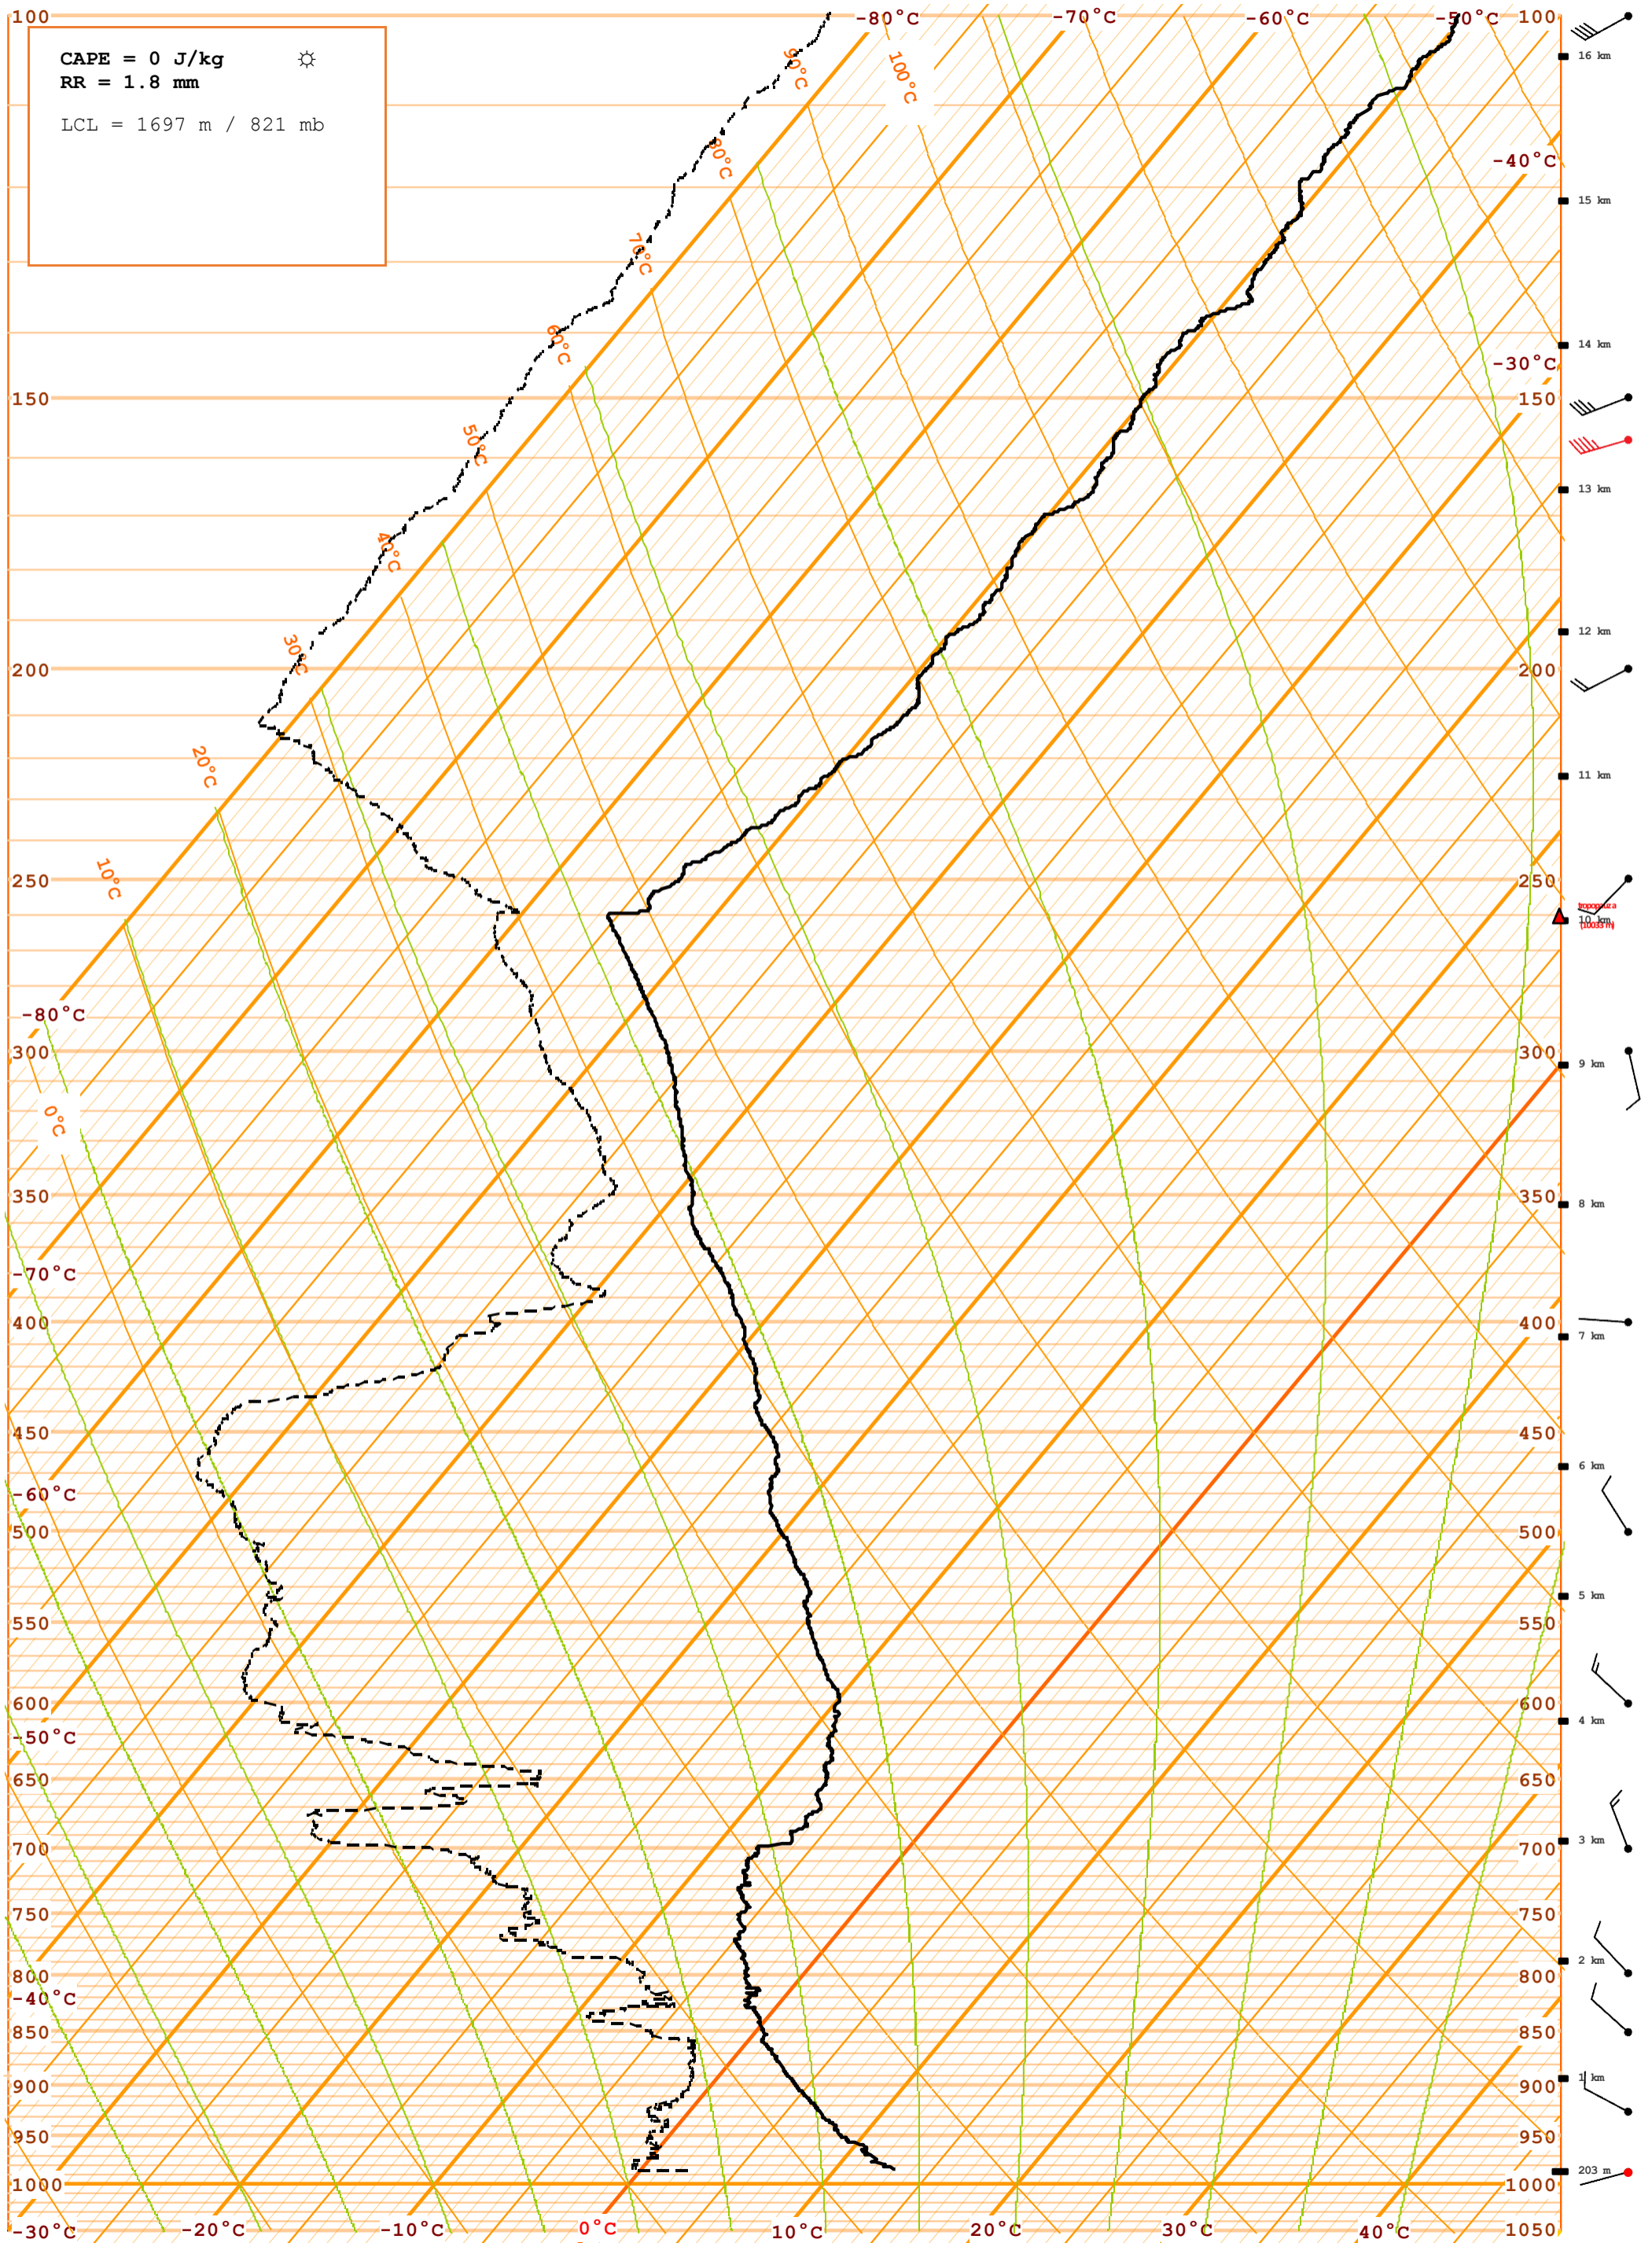 100 -80°C -70°C -60°C -50°C 100
CAPE = 0 J/kg ☼
RR = 1.8 mm
LCL = 1697 m / 821 mb
90°C 100°C
16 km
80°C -40°C
15 km
70°C
60°C 14 km
-30°C
150 150
50°C
13 km
40°C
30°C 12 km
200 200
20°C 11 km
10°C
250 250
tropopauza
10 km
(10033 m)
-80°C
300 300
9 km
0°C
350 350
8 km
-70°C
400 400
7 km
450 450
6 km
-60°C
500 500
5 km
550 550
600 600
4 km
-50°C
650 650
3 km
700 700
750 750
2 km
800 800
-40°C
850 850
1 km
900 900
950 950
203 m
1000 1000
-30°C -20°C -10°C 0°C 10°C 20°C 30°C 40°C 1050